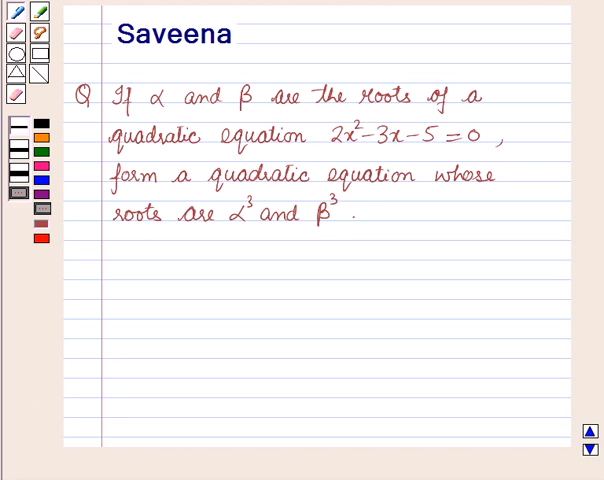 Saveena
Q If α and β are the roots of a
quadratic equation 2x²-3x-5=0,
form a quadratic equation whose
roots are α³ and β³.